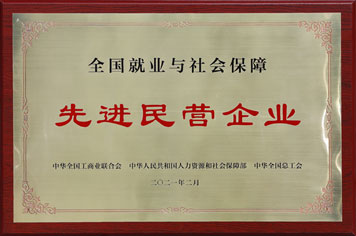 全国就业与社会保障
先进民营企业
中华全国工商业联合会 中华人民共和国人力资源和社会保障部 中华全国总工会
二〇二一年二月